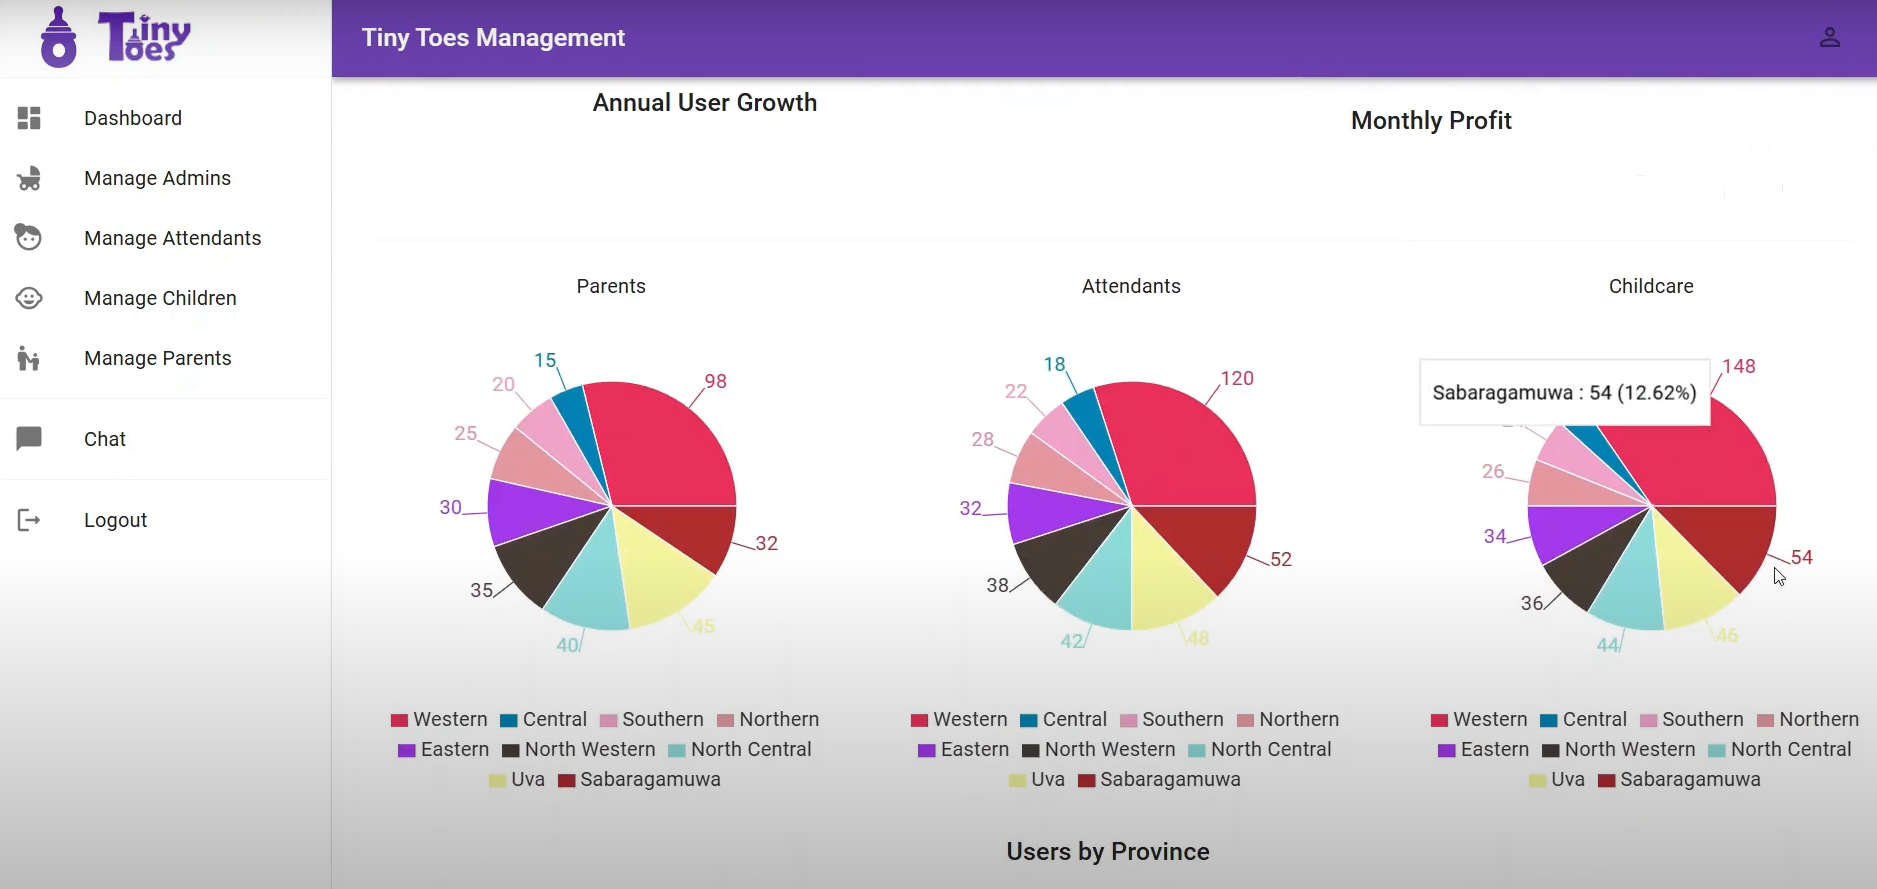 Tiny Toes
Tiny Toes Management
Dashboard
Manage Admins
Manage Attendants
Manage Children
Manage Parents
Chat
Logout
Annual User Growth
Monthly Profit
Parents
15
98
20
25
30
32
35
40
45
Western Central Southern Northern
Eastern North Western North Central
Uva Sabaragamuwa
Attendants
18
120
22
28
32
52
38
42
48
Western Central Southern Northern
Eastern North Western North Central
Uva Sabaragamuwa
Childcare
148
Sabaragamuwa : 54 (12.62%)
26
34
54
36
44
46
Western Central Southern Northern
Eastern North Western North Central
Uva Sabaragamuwa
Users by Province